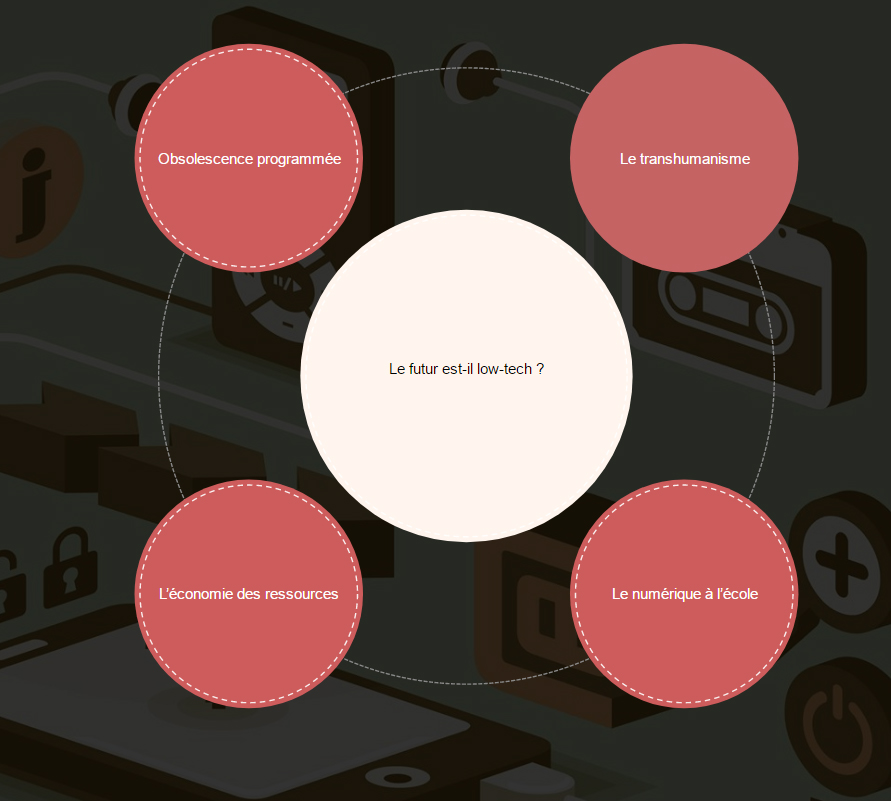 Obsolescence programmée
Le transhumanisme
Le futur est-il low-tech ?
L'économie des ressources
Le numérique à l'école